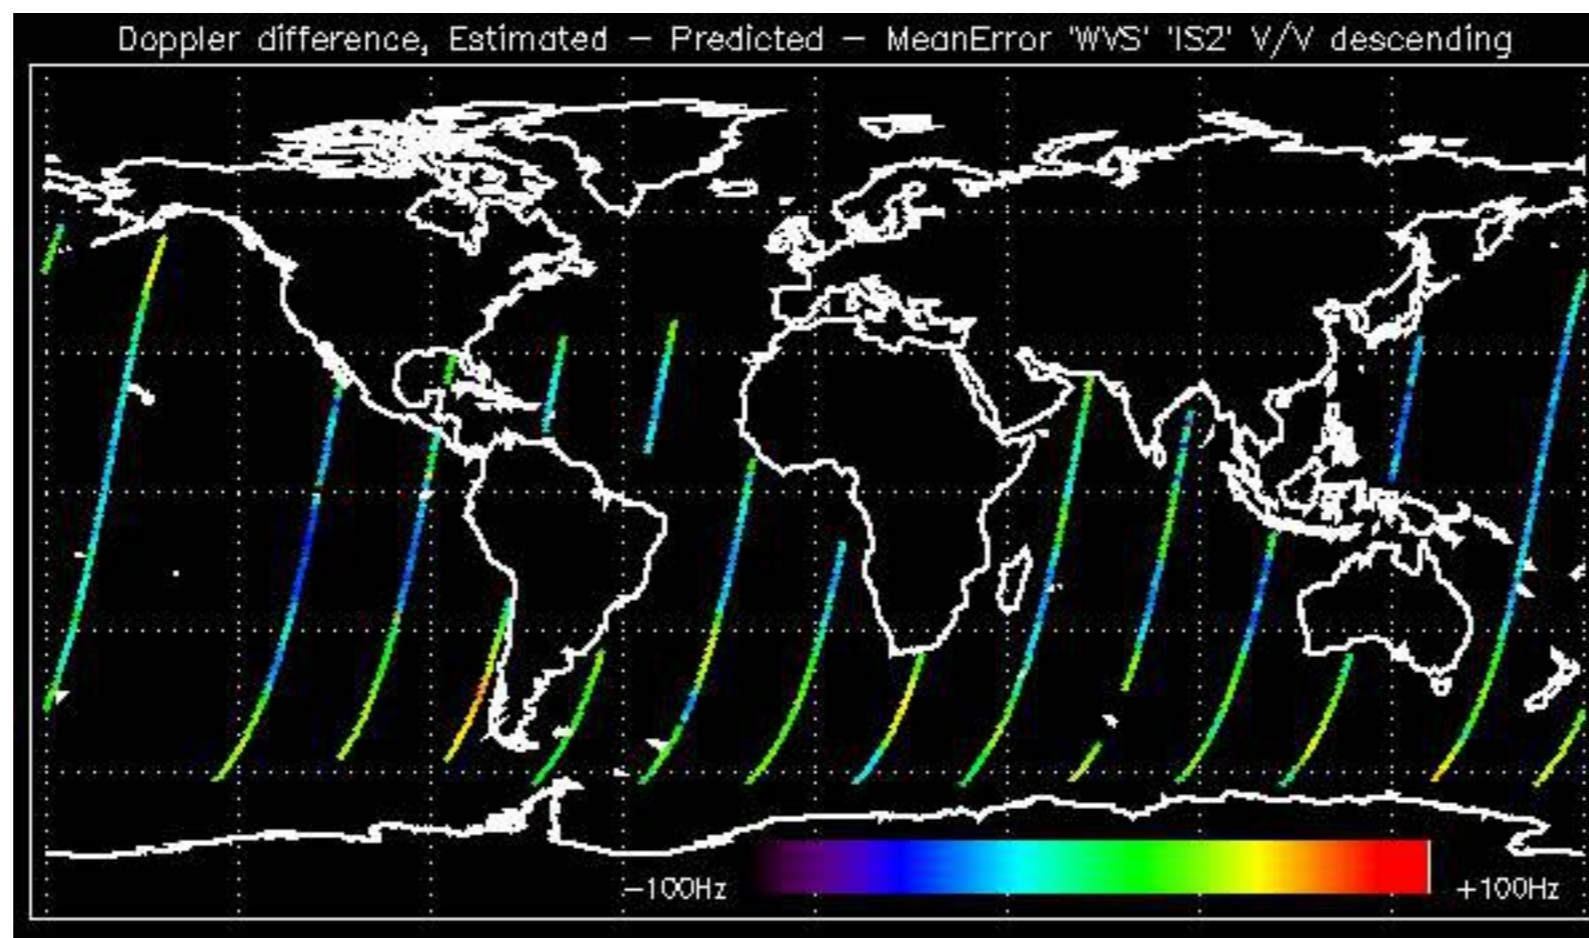 Doppler difference, Estimated – Predicted – MeanError 'WVS' 'IS2' V/V descending
–100Hz +100Hz